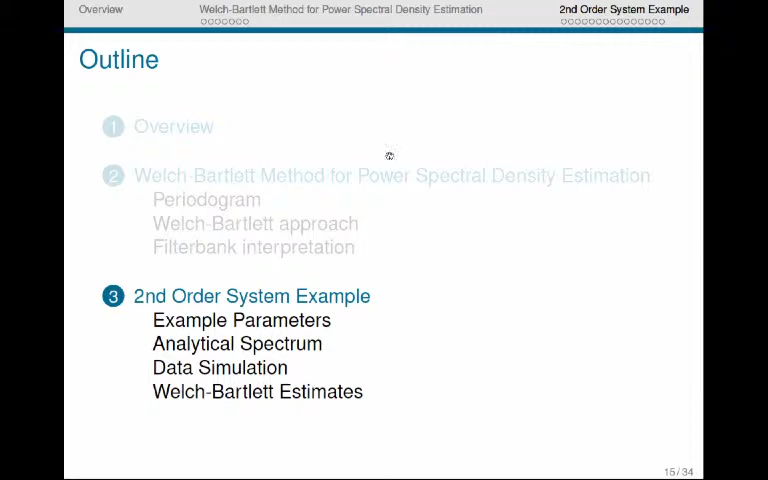 Overview Welch-Bartlett Method for Power Spectral Density Estimation 2nd Order System Example
Outline
1 Overview
2 Welch-Bartlett Method for Power Spectral Density Estimation
Periodogram
Welch-Bartlett approach
Filterbank interpretation
3 2nd Order System Example
Example Parameters
Analytical Spectrum
Data Simulation
Welch-Bartlett Estimates
15/34